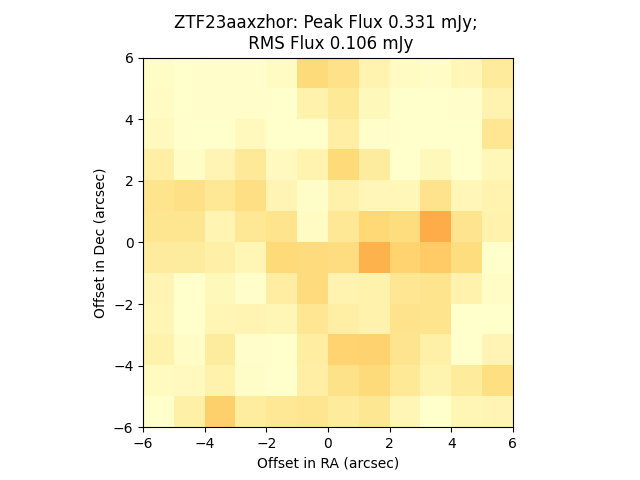 ZTF23aaxzhor: Peak Flux 0.331 mJy;
RMS Flux 0.106 mJy
6
4
2
0
−2
−4
−6
Offset in Dec (arcsec)
−6 −4 −2 0 2 4 6
Offset in RA (arcsec)